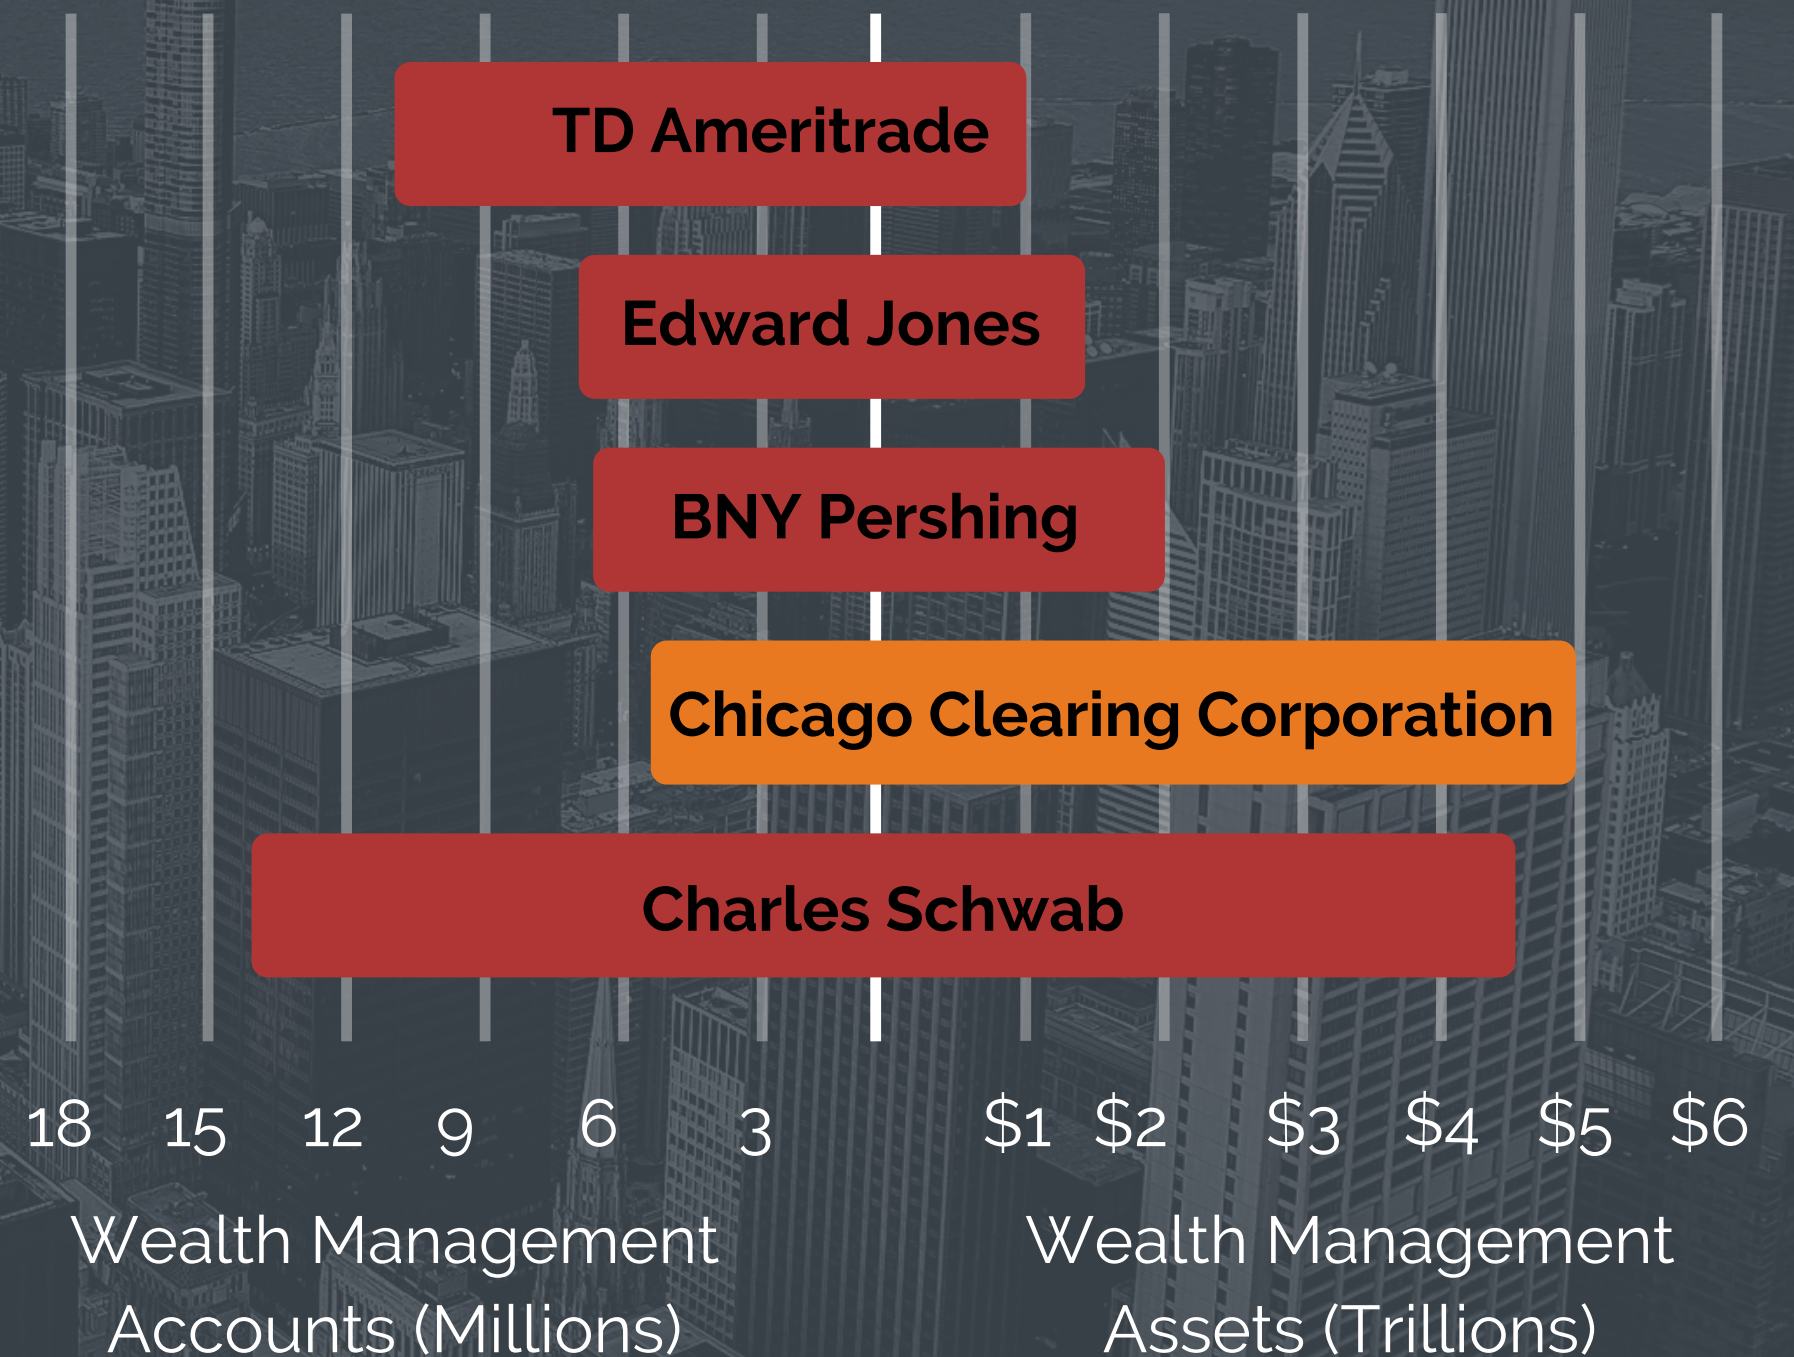 TD Ameritrade
Edward Jones
BNY Pershing
Chicago Clearing Corporation
Charles Schwab
18 15 12 9 6 3 $1 $2 $3 $4 $5 $6
Wealth Management
Accounts (Millions)
Wealth Management
Assets (Trillions)